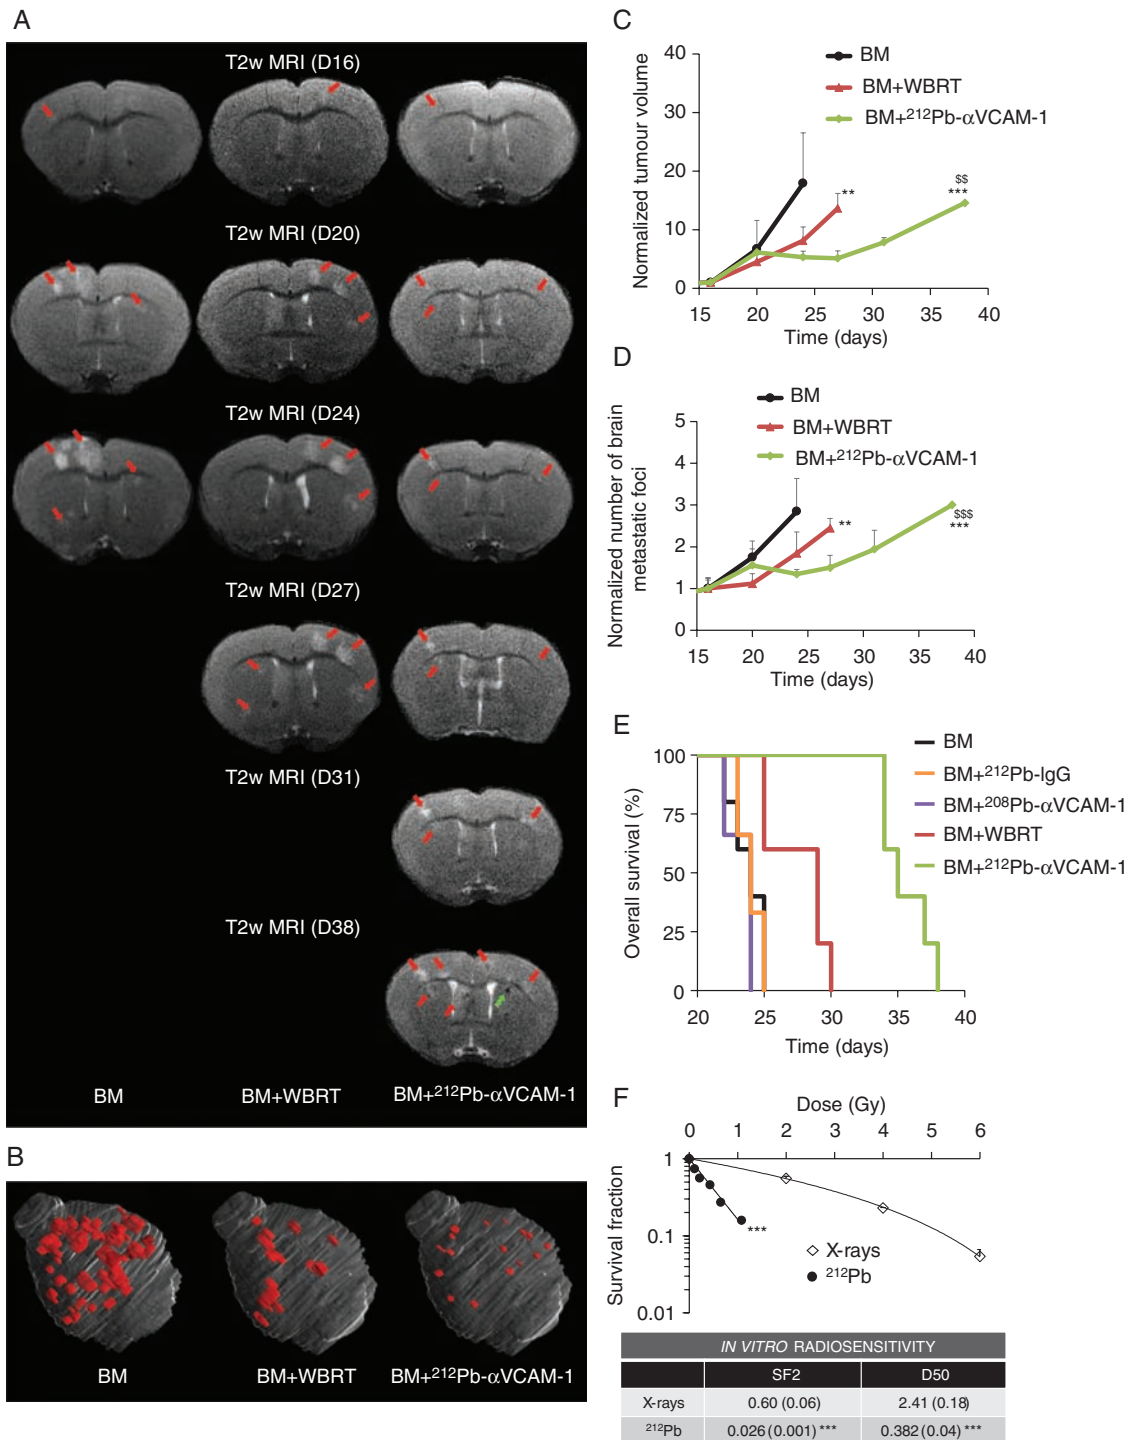 A
T2w MRI (D16)
T2w MRI (D20)
T2w MRI (D24)
T2w MRI (D27)
T2w MRI (D31)
T2w MRI (D38)
BM
BM+WBRT
BM+²¹²Pb-αVCAM-1
B
BM
BM+WBRT
BM+²¹²Pb-αVCAM-1
C
Normalized tumour volume
40
30
20
10
0
15 20 25 30 35 40
Time (days)
BM
BM+WBRT
BM+²¹²Pb-αVCAM-1
**
$$
***
D
Normalized number of brain
metastatic foci
5
4
3
2
1
0
15 20 25 30 35 40
Time (days)
BM
BM+WBRT
BM+²¹²Pb-αVCAM-1
**
$$$
***
E
Overall survival (%)
100
75
50
25
0
20 25 30 35 40
Time (days)
BM
BM+²¹²Pb-IgG
BM+²⁰⁸Pb-αVCAM-1
BM+WBRT
BM+²¹²Pb-αVCAM-1
F
Dose (Gy)
0 1 2 3 4 5 6
Survival fraction
1
0.1
0.01
***
X-rays
²¹²Pb
IN VITRO RADIOSENSITIVITY
SF2 D50
X-rays 0.60 (0.06) 2.41 (0.18)
²¹²Pb 0.026 (0.001) *** 0.382 (0.04) ***